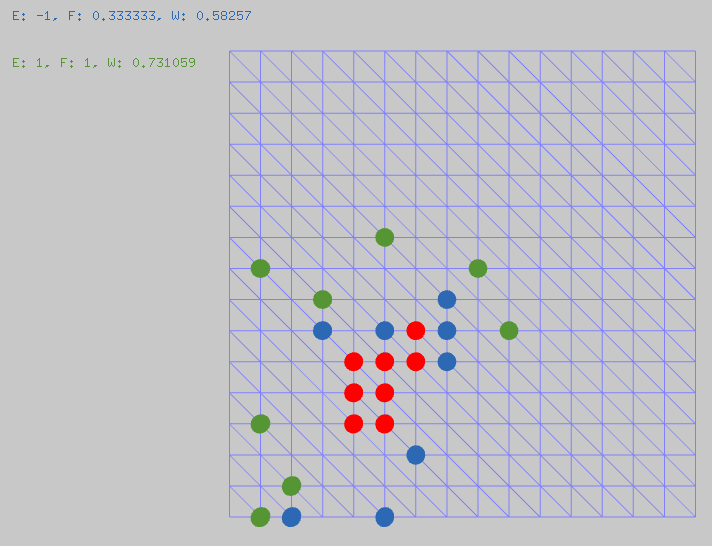 E: -1, F: 0.333333, W: 0.58257
E: 1, F: 1, W: 0.731059